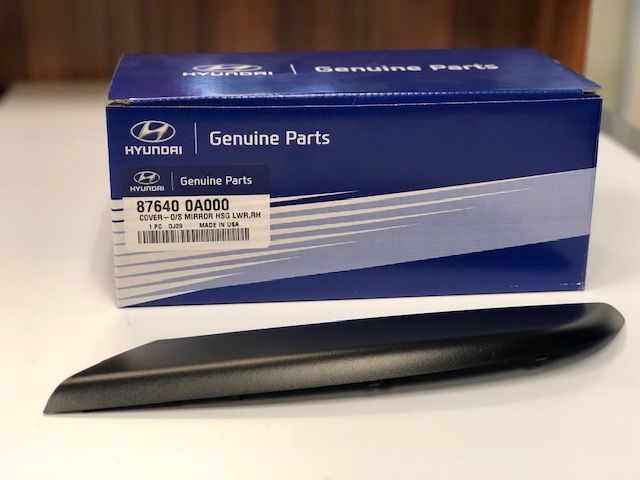 HYUNDAI Genuine Parts
HYUNDAI Genuine Parts
HYUNDAI Genuine Parts
87640 0A000
COVER-O/S MIRROR HSG LWR,RH
1 PC DJ29 MADE IN USA